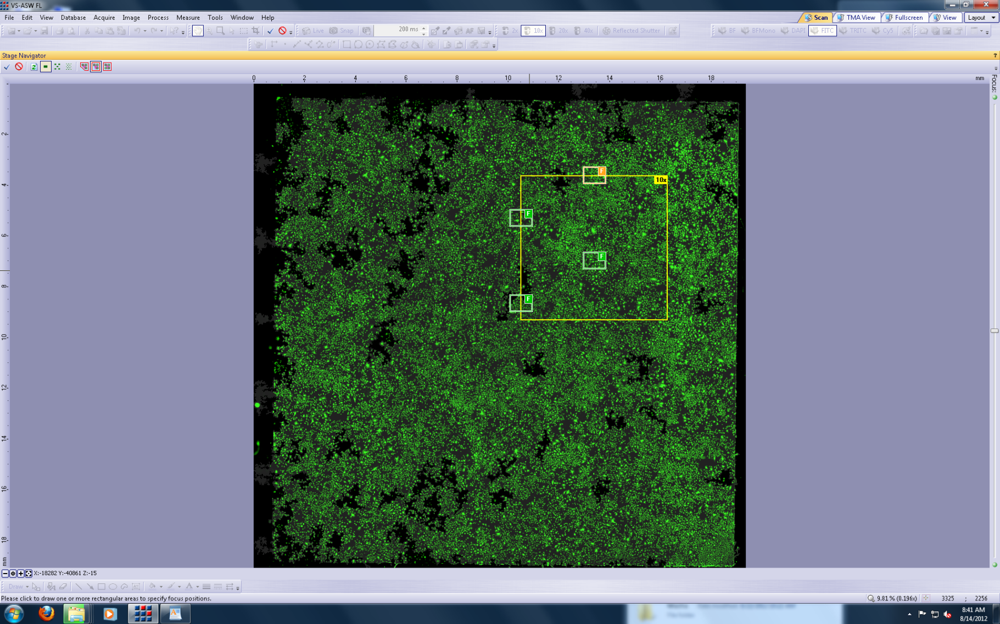 VS-ASW FL
File Edit View Database Acquire Image Process Measure Tools Window Help
Scan TMA View Fullscreen View Layout
Live Snap 200 ms AF 2x 10x 20x 40x Reflected Shutter BF BFMono DAPI FITC TRITC Cy5
Stage Navigator ?
0 2 4 6 8 10 12 14 16 18 mm
Focus:
2
4
6
8
10
12
14
16
18
mm
F
10x
F
F
F
X:-18282 Y:-40861 Z:-15
Draw A
Please click to draw one or more rectangular areas to specify focus positions. 9.81 % (0.196x) 3325 ; 2256
8:41 AM
8/14/2012